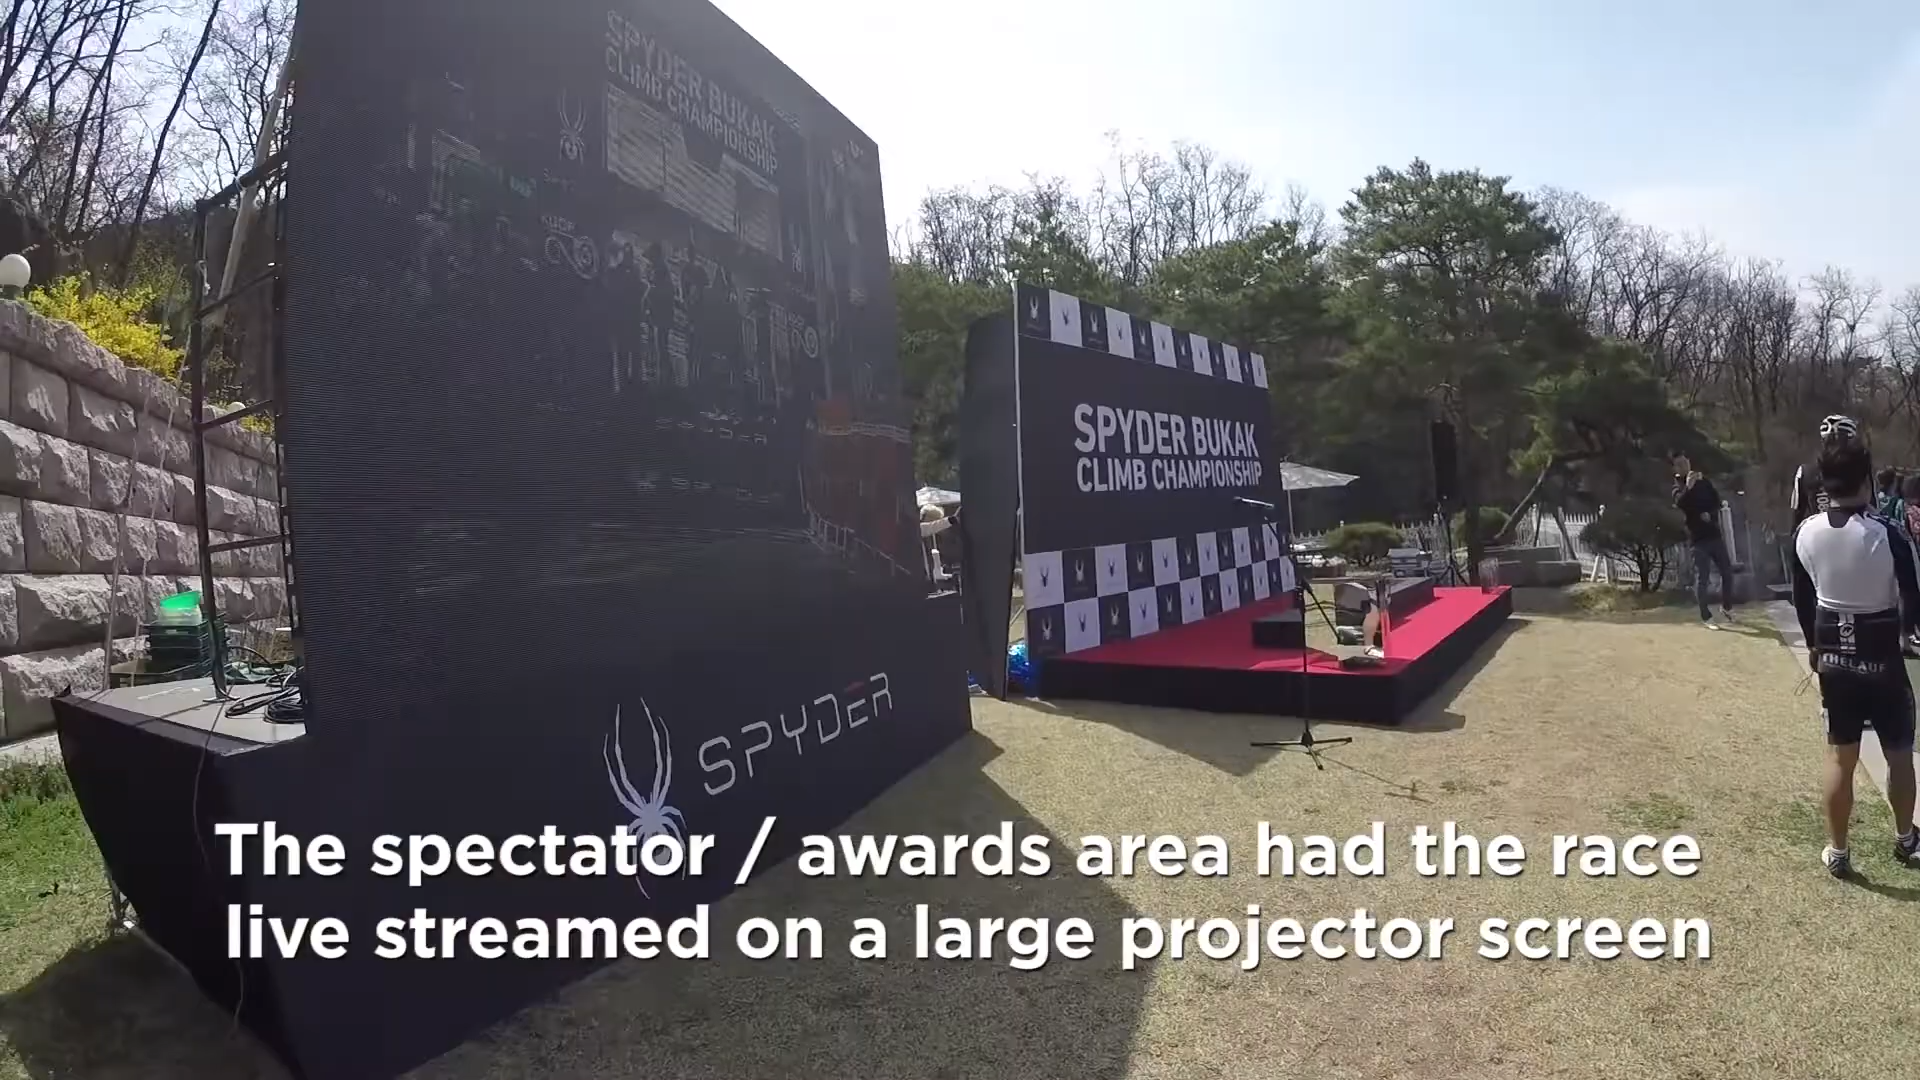 SPYDER BUKAK
CLIMB CHAMPIONSHIP
SPYDER BUKAK
CLIMB CHAMPIONSHIP
SPYDER
The spectator / awards area had the race
live streamed on a large projector screen